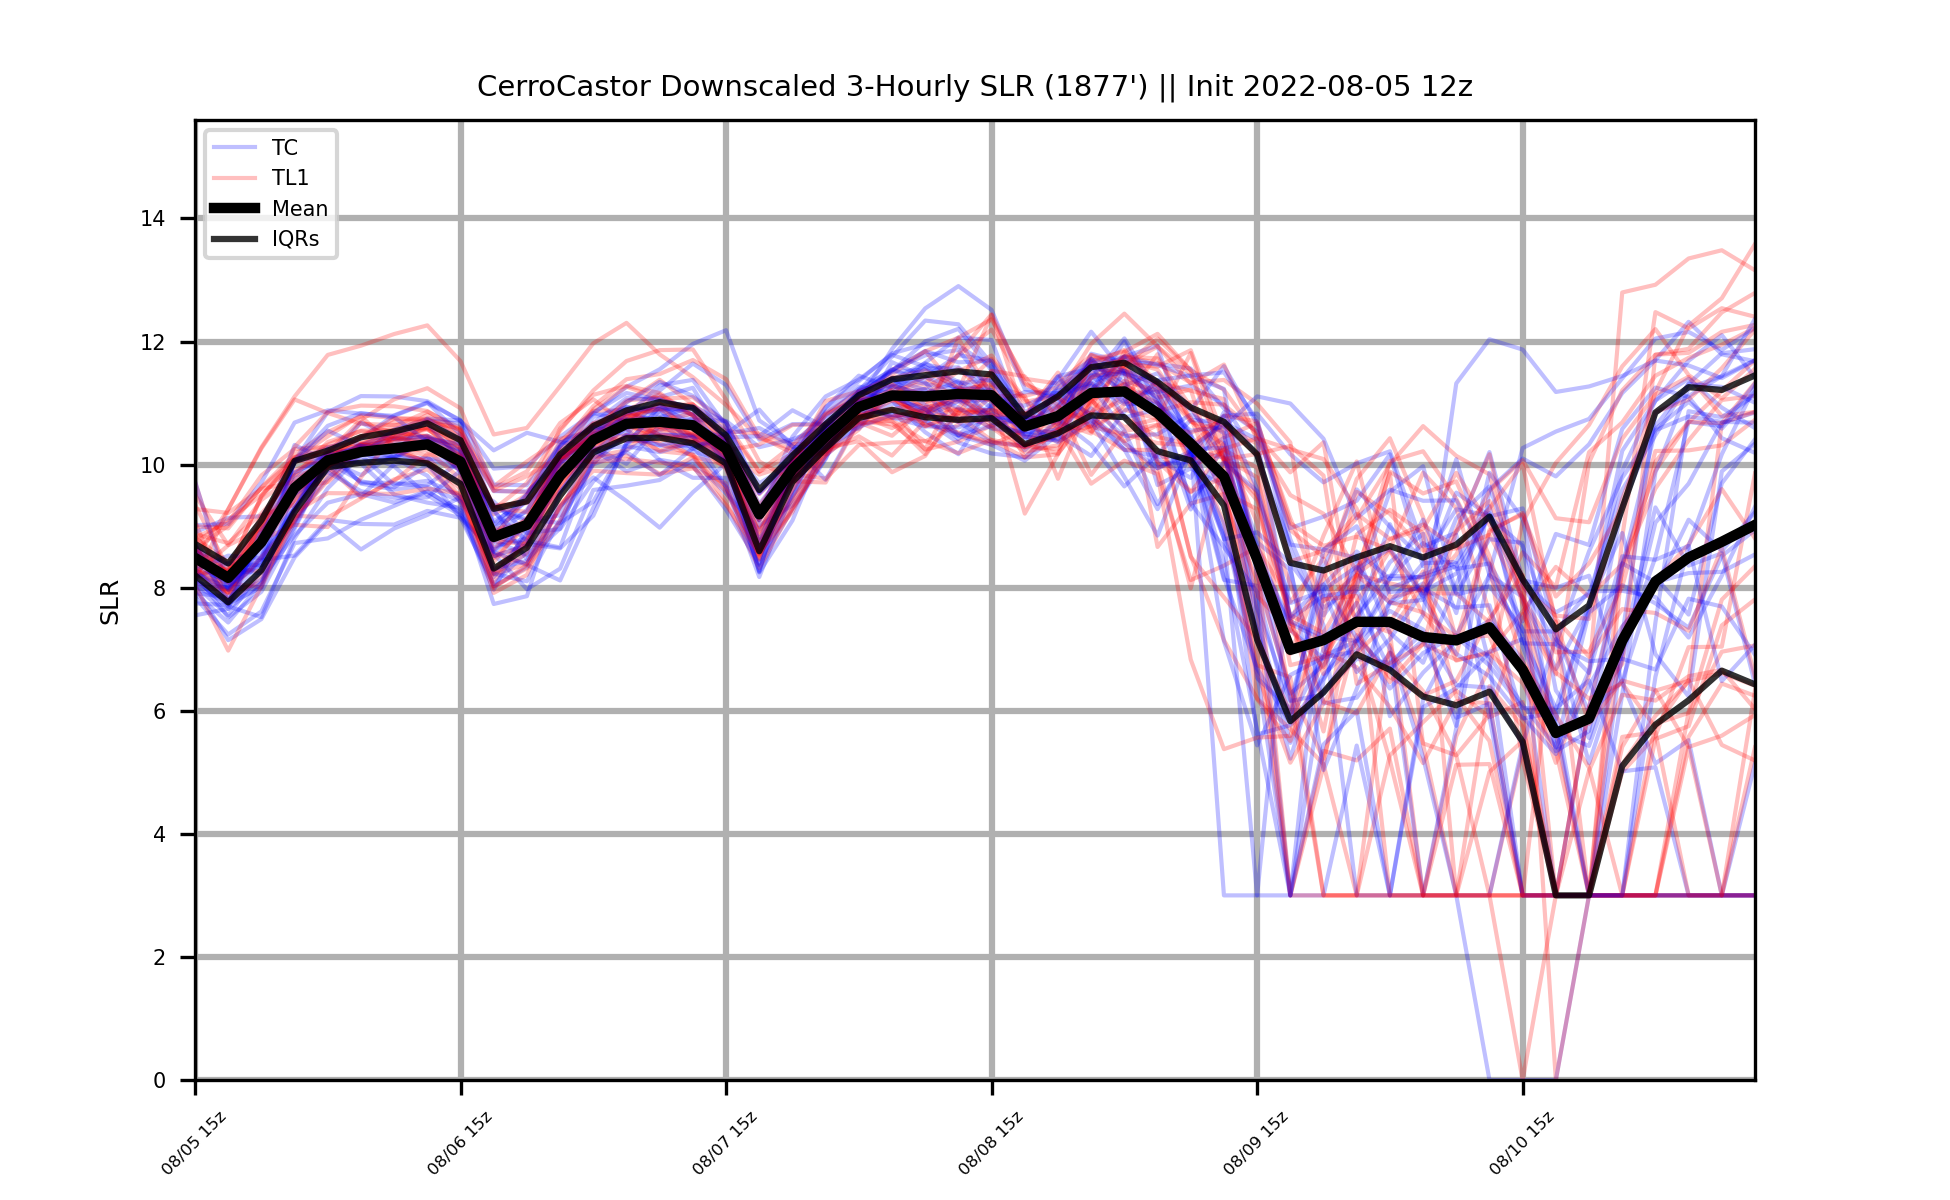 CerroCastor Downscaled 3-Hourly SLR (1877') || Init 2022-08-05 12z
TC
TL1
Mean
IQRs
SLR
14
12
10
8
6
4
2
0
08/05 15z
08/06 15z
08/07 15z
08/08 15z
08/09 15z
08/10 15z